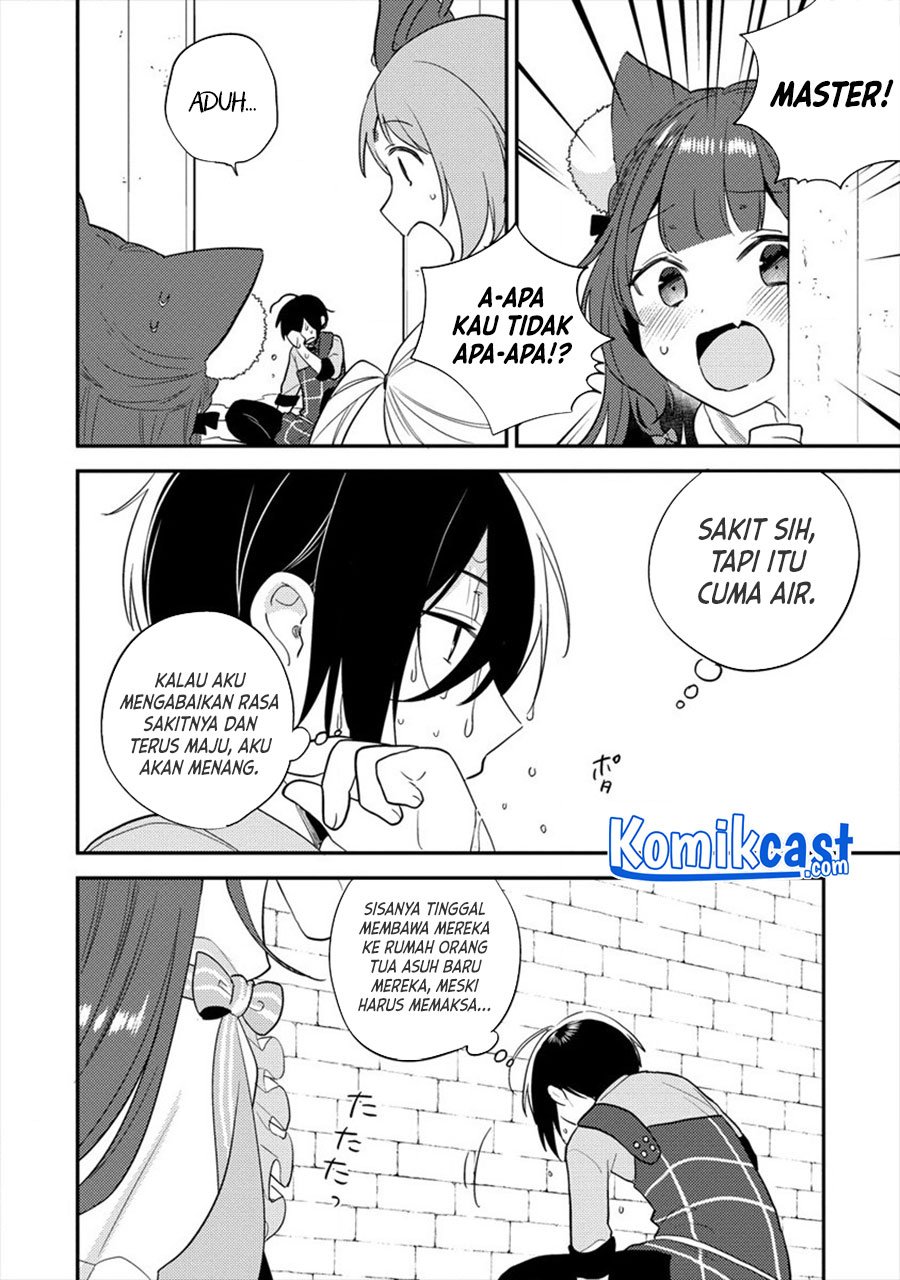 MASTER!
A-APA
KAU TIDAK
APA-APA!?
ADUH...
SAKIT SIH,
TAPI ITU
CUMA AIR.
KALAU AKU
MENGABAIKAN RASA
SAKITNYA DAN
TERUS MAJU, AKU
AKAN MENANG.
ポタ
Komikcast
.com
SISANYA TINGGAL
MEMBAWA MEREKA
KE RUMAH ORANG
TUA ASUH BARU
MEREKA, MESKI
HARUS MEMAKSA...
たたたっ